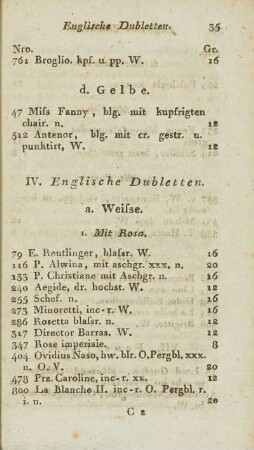 Englische Dubletten. 35
Nro. Gr.
761 Broglio. kpf. u. pp. W. 16
d. Gelbe.
47 Miss Fanny, blg. mit kupfrigten
chair. n. 12
512 Antenor, blg. mit cr. gestr. u.
punktirt, W. 12
IV. Englische Dubletten.
a. Weisse.
1. Mit Rosa.
79 E. Reutlinger, blassr. W. 16
116 P. Alwina, mit aschgr. xxx. n. 20
133 P. Christiane mit Aschgr. n. 16
240 Aegide, dr. hochst. W. 12
255 Schef. n. 16
273 Minoretti, inc-r. W. 16
286 Rosetta blassr. n. 12
317 Director Barras. W. 12
347 Rose imperiale. 8
404 Ovidius Naso, hw. blr. O. Pergbl. xxx.
n. O. V. 20
478 Prz. Caroline, inc-r. xx. 12
800 La Blanche II. inc-r. O. Pergbl. r.
i. n. 20
C 2